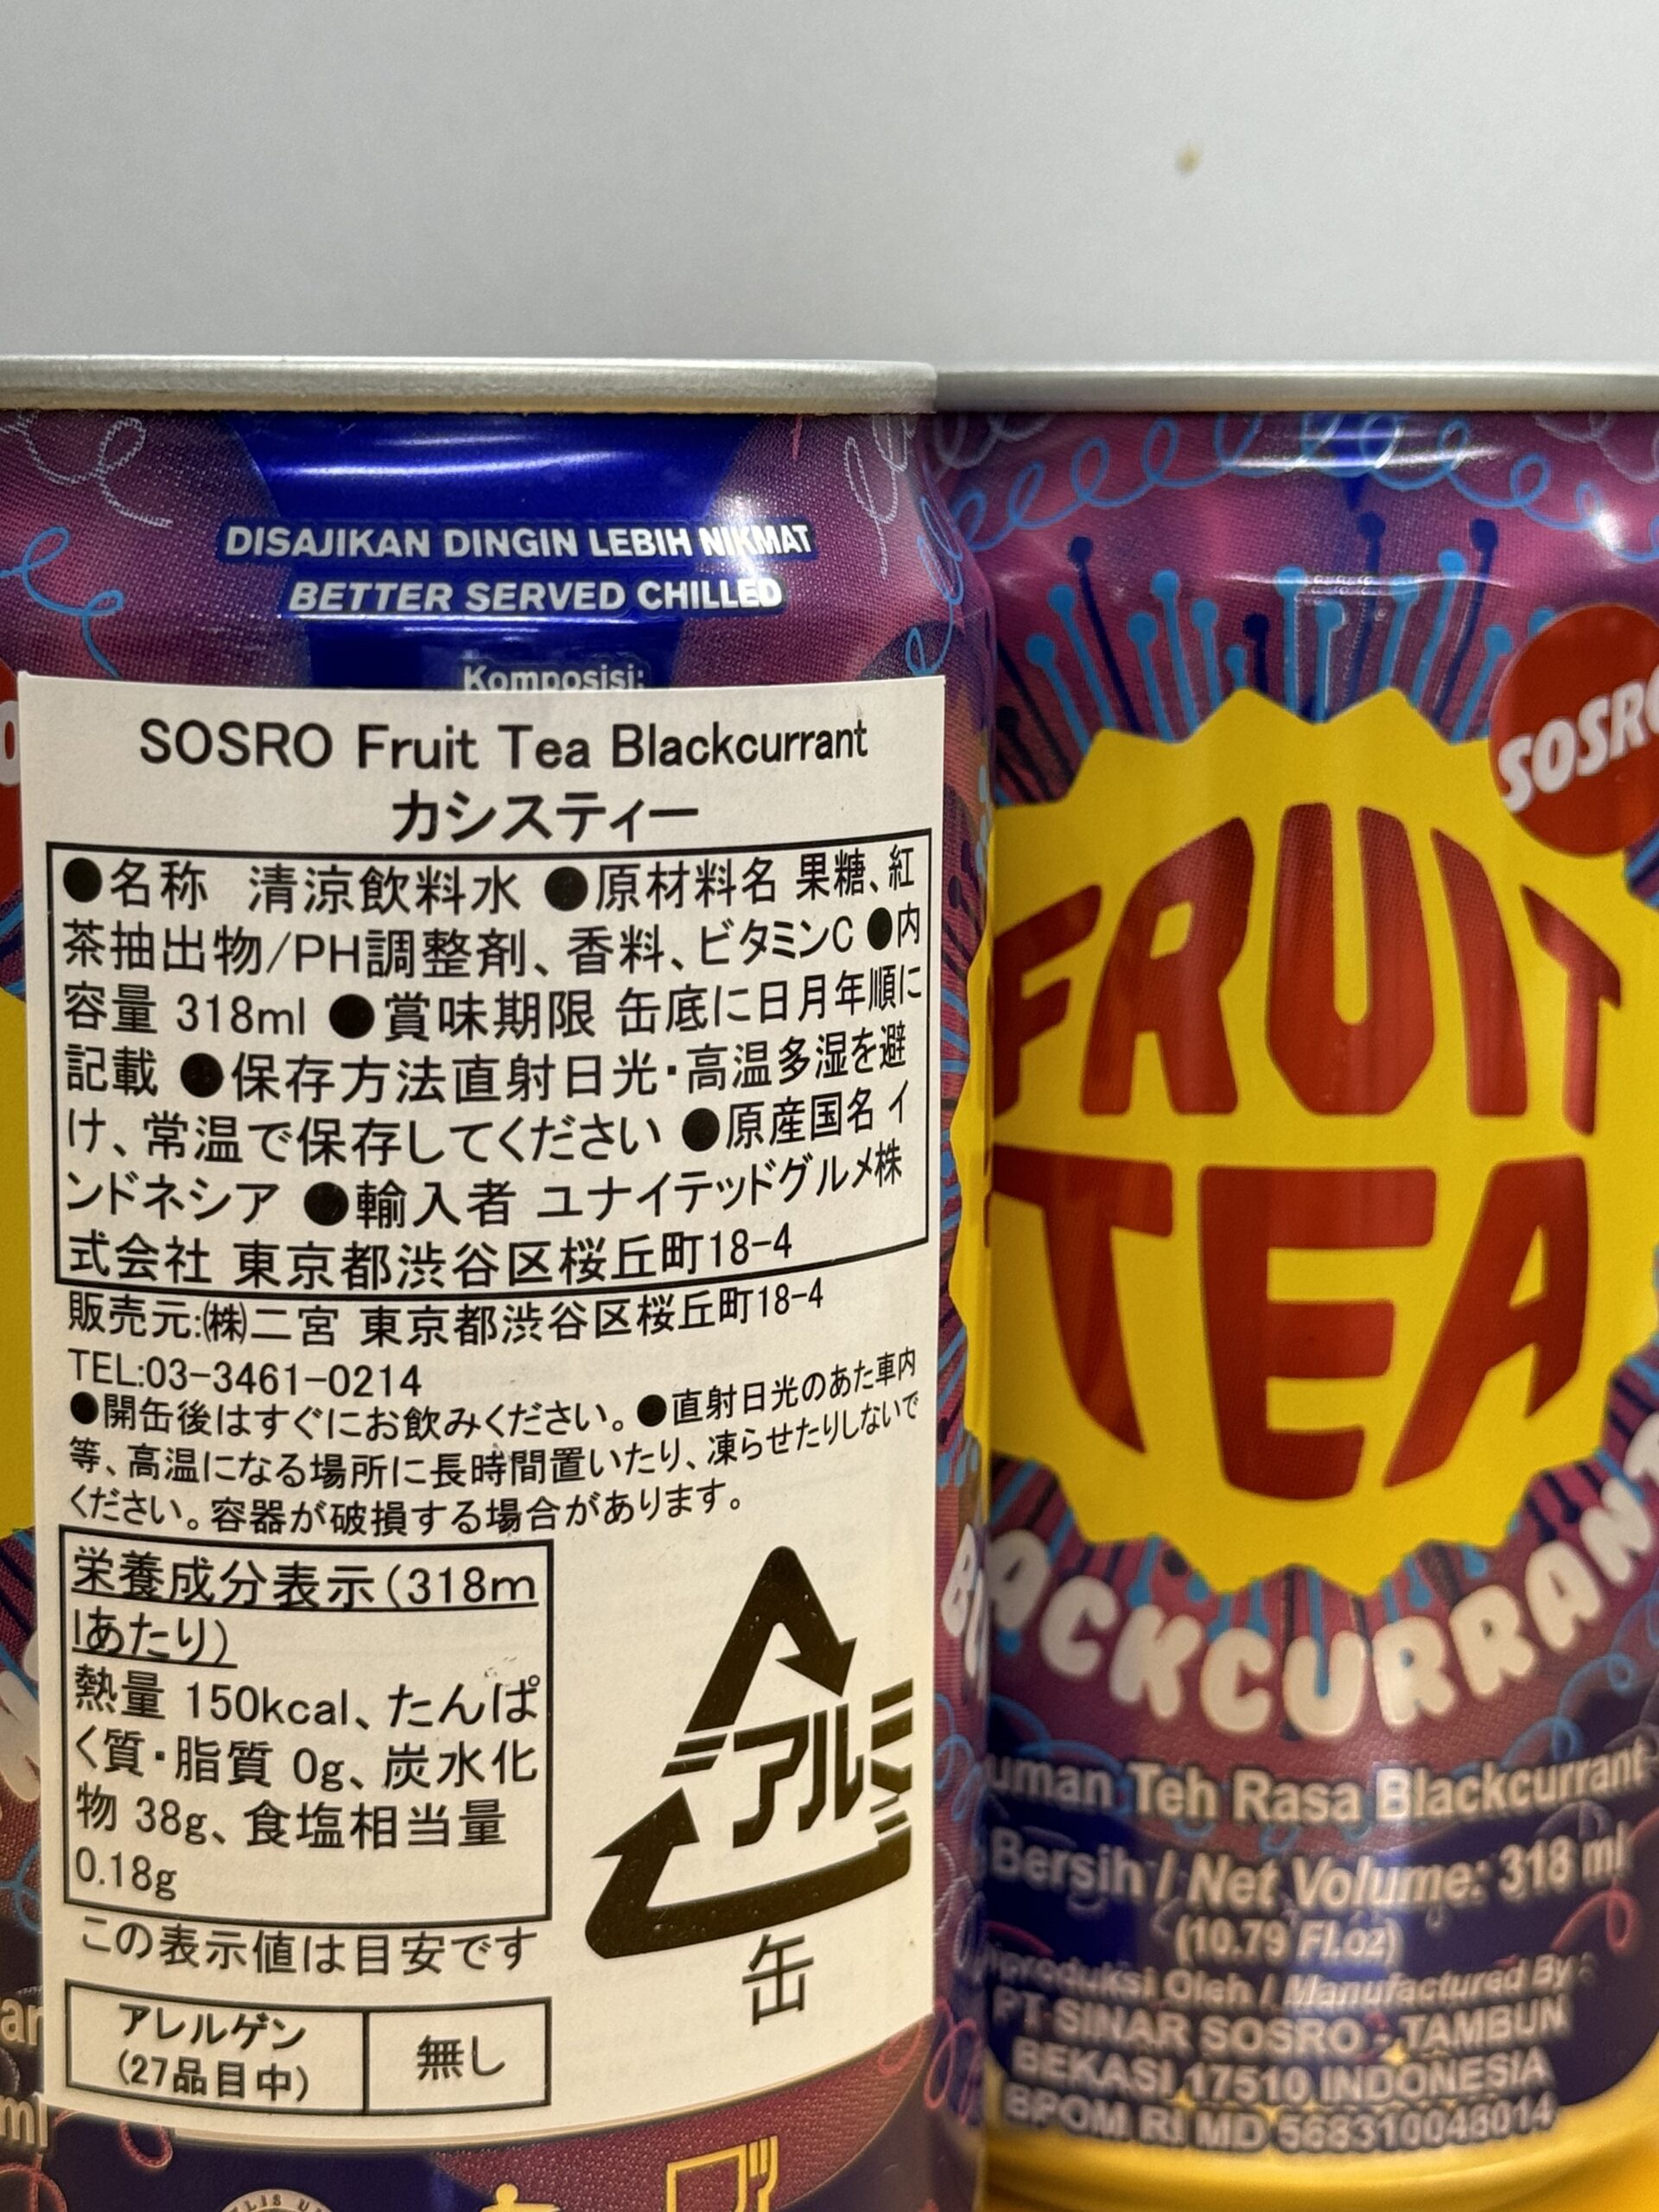 DISAJIKAN DINGIN LEBIH NIKMAT
BETTER SERVED CHILLED
Komposisi:
SOSRO Fruit Tea Blackcurrant
カシスティー
●名称 清涼飲料水 ●原材料名 果糖、紅
茶抽出物/PH調整剤、香料、ビタミンC ●内
容量 318ml ●賞味期限 缶底に日月年順に
記載 ●保存方法直射日光・高温多湿を避
け、常温で保存してください ●原産国名 イ
ンドネシア ●輸入者 ユナイテッドグルメ株
式会社 東京都渋谷区桜丘町18-4
販売元:㈱二宮 東京都渋谷区桜丘町18-4
TEL:03-3461-0214
●開缶後はすぐにお飲みください。●直射日光のあた車内
等、高温になる場所に長時間置いたり、凍らせたりしないで
ください。容器が破損する場合があります。
栄養成分表示(318m
lあたり)
熱量 150kcal、たんぱ
く質・脂質 0g、炭水化
物 38g、食塩相当量
0.18g
この表示値は目安です
アレルゲン
(27品目中)
無し
アルミ
缶
SOSRO
FRUIT
TEA
BLACKCURRANT
uman Teh Rasa Blackcurrant
Bersih / Net Volume: 318 ml
(10.79 Fl.oz)
iproduksi Oleh / Manufactured By :
PT SINAR SOSRO - TAMBUN
BEKASI 17510 INDONESIA
BPOM RI MD 568310048014